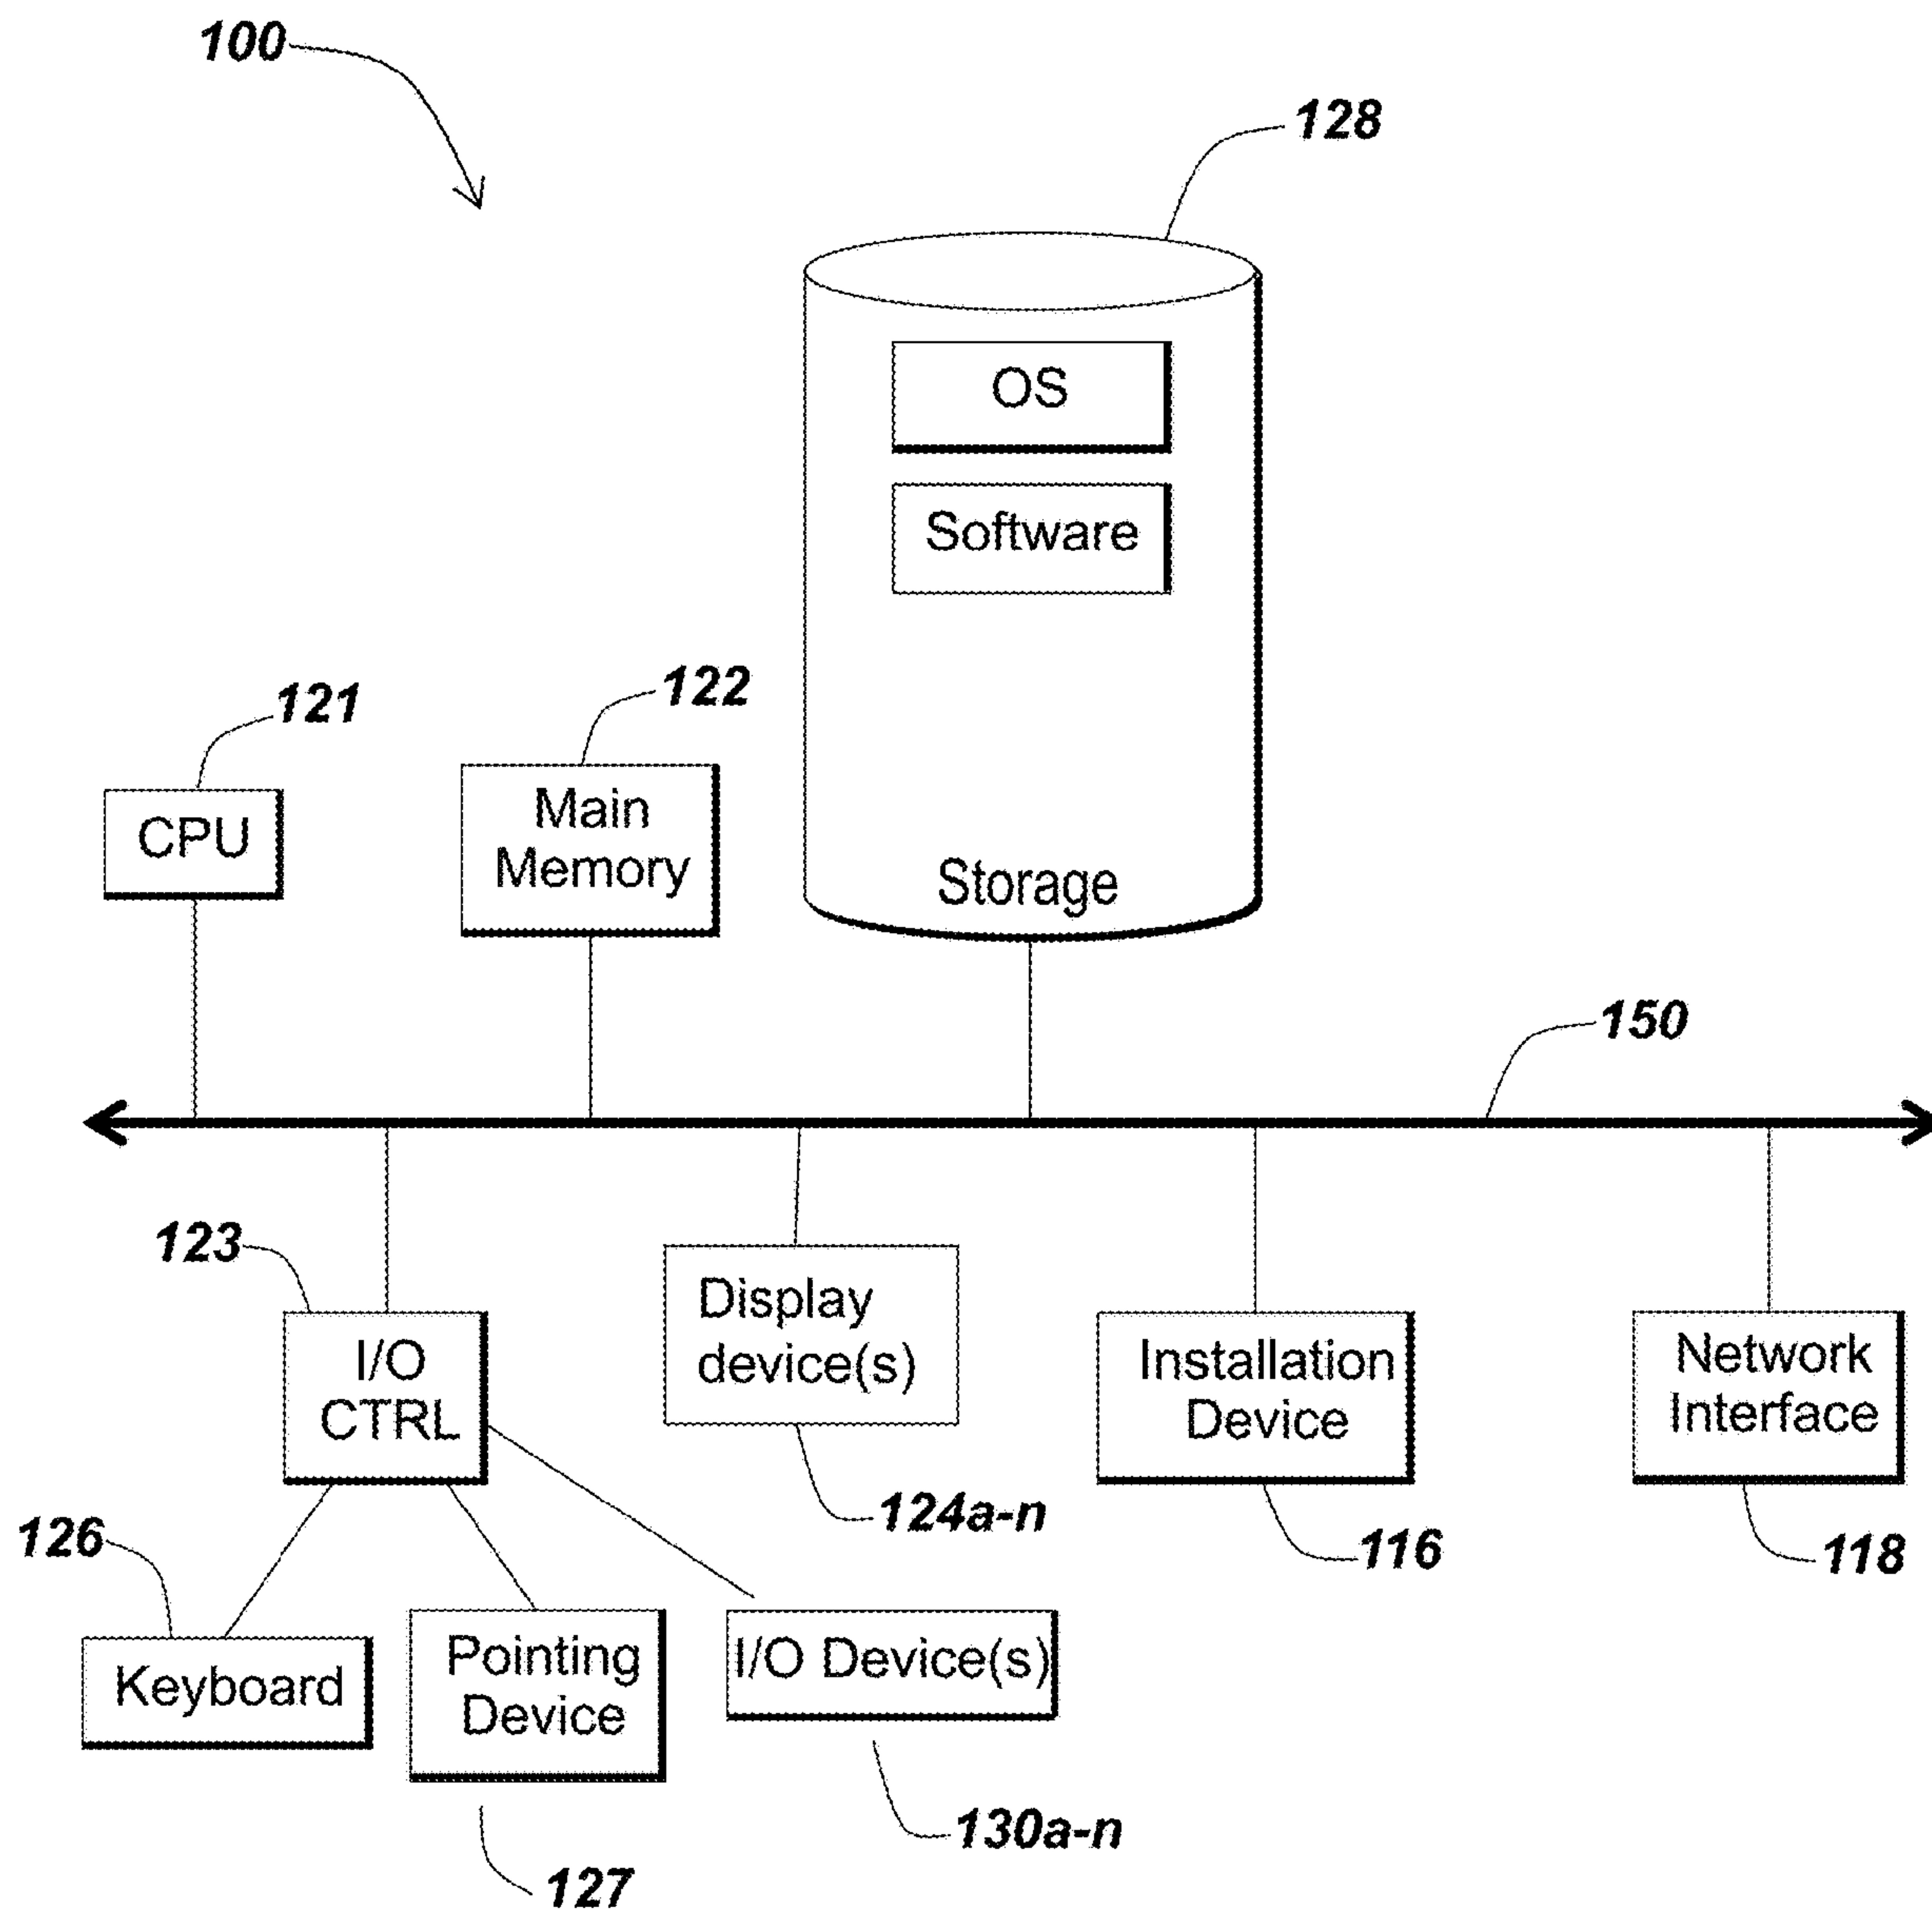 100
128
OS
Software
121
122
CPU
Main
Memory
Storage
150
123
I/O
CTRL
Display
device(s)
Installation
Device
Network
Interface
124a-n
116
118
126
Keyboard
Pointing
Device
I/O Device(s)
130a-n
127